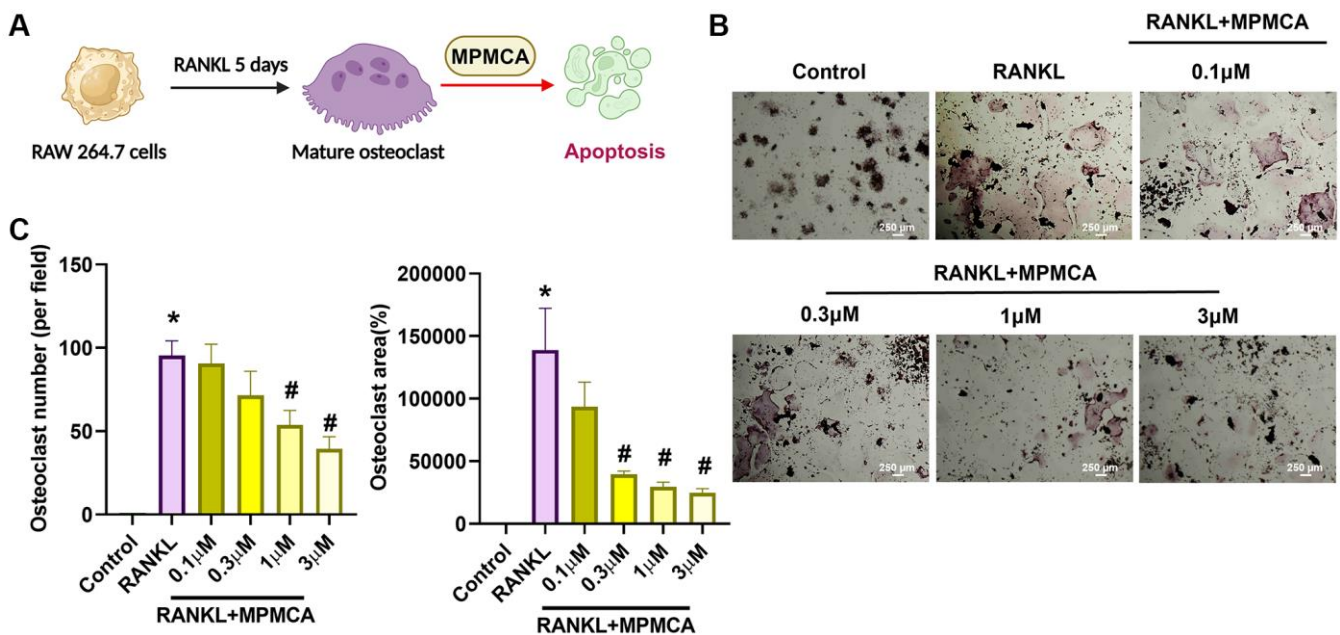 A
RANKL 5 days
MPMCA
RAW 264.7 cells
Mature osteoclast
Apoptosis
B
RANKL+MPMCA
Control
RANKL
0.1μM
250 μm
250 μm
250 μm
RANKL+MPMCA
0.3μM
1μM
3μM
250 μm
250 μm
250 μm
C
Osteoclast number (per field)
150
100
50
0
*
#
#
Control
RANKL
0.1μM
0.3μM
1μM
3μM
RANKL+MPMCA
Osteoclast area(%)
200000
150000
100000
50000
0
*
#
#
#
Control
RANKL
0.1μM
0.3μM
1μM
3μM
RANKL+MPMCA